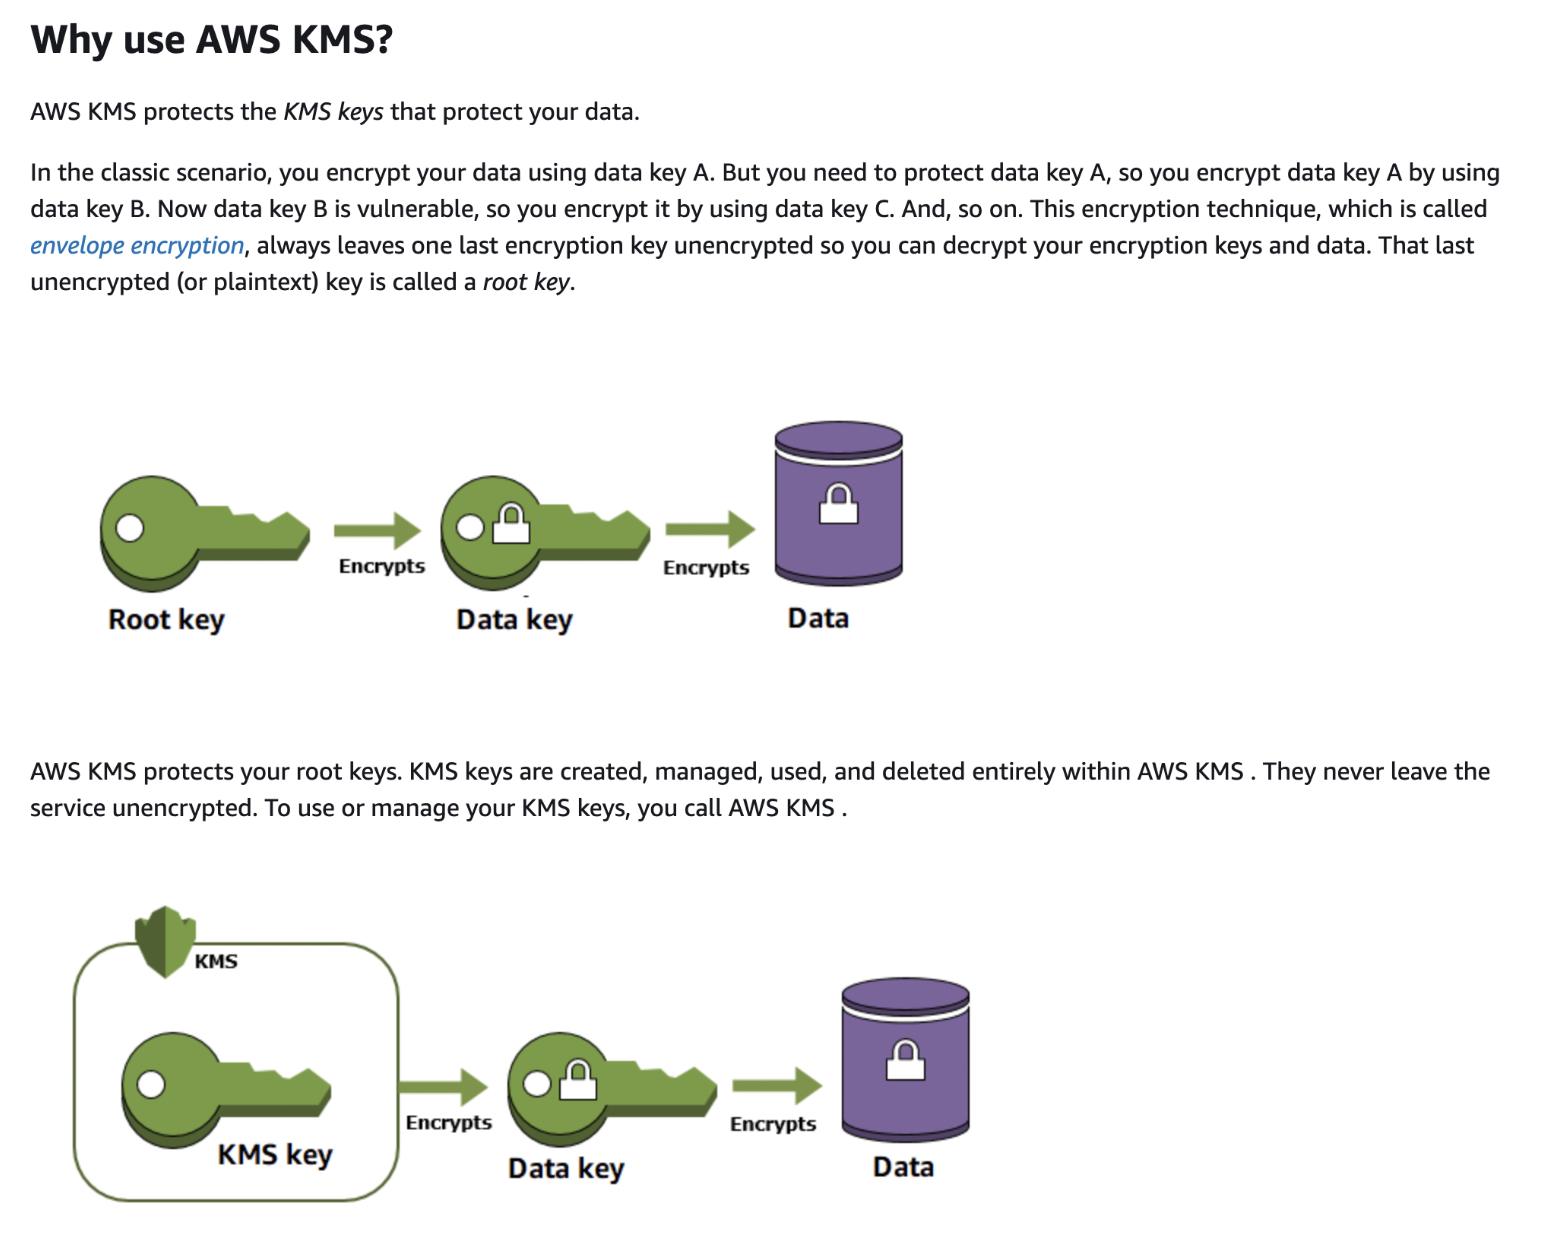 Why use AWS KMS?
AWS KMS protects the KMS keys that protect your data.
In the classic scenario, you encrypt your data using data key A. But you need to protect data key A, so you encrypt data key A by using
data key B. Now data key B is vulnerable, so you encrypt it by using data key C. And, so on. This encryption technique, which is called
envelope encryption, always leaves one last encryption key unencrypted so you can decrypt your encryption keys and data. That last
unencrypted (or plaintext) key is called a root key.
Encrypts
Encrypts
Root key
Data key
Data
AWS KMS protects your root keys. KMS keys are created, managed, used, and deleted entirely within AWS KMS . They never leave the
service unencrypted. To use or manage your KMS keys, you call AWS KMS .
KMS
Encrypts
Encrypts
KMS key
Data key
Data